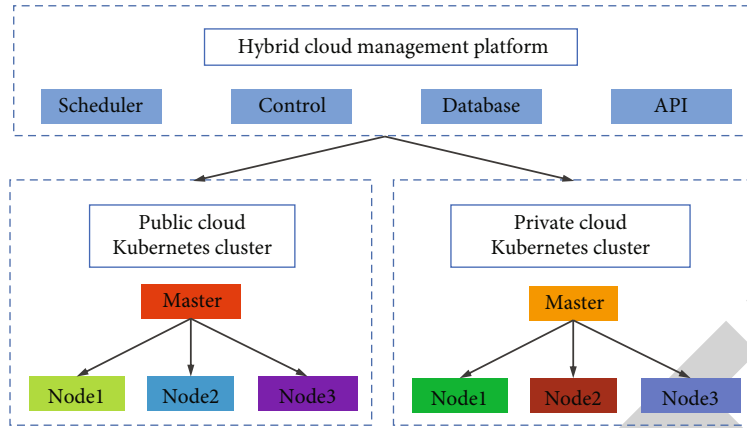 Hybrid cloud management platform
Scheduler
Control
Database
API
Public cloud
Kubernetes cluster
Private cloud
Kubernetes cluster
Master
Master
Node1
Node2
Node3
Node1
Node2
Node3